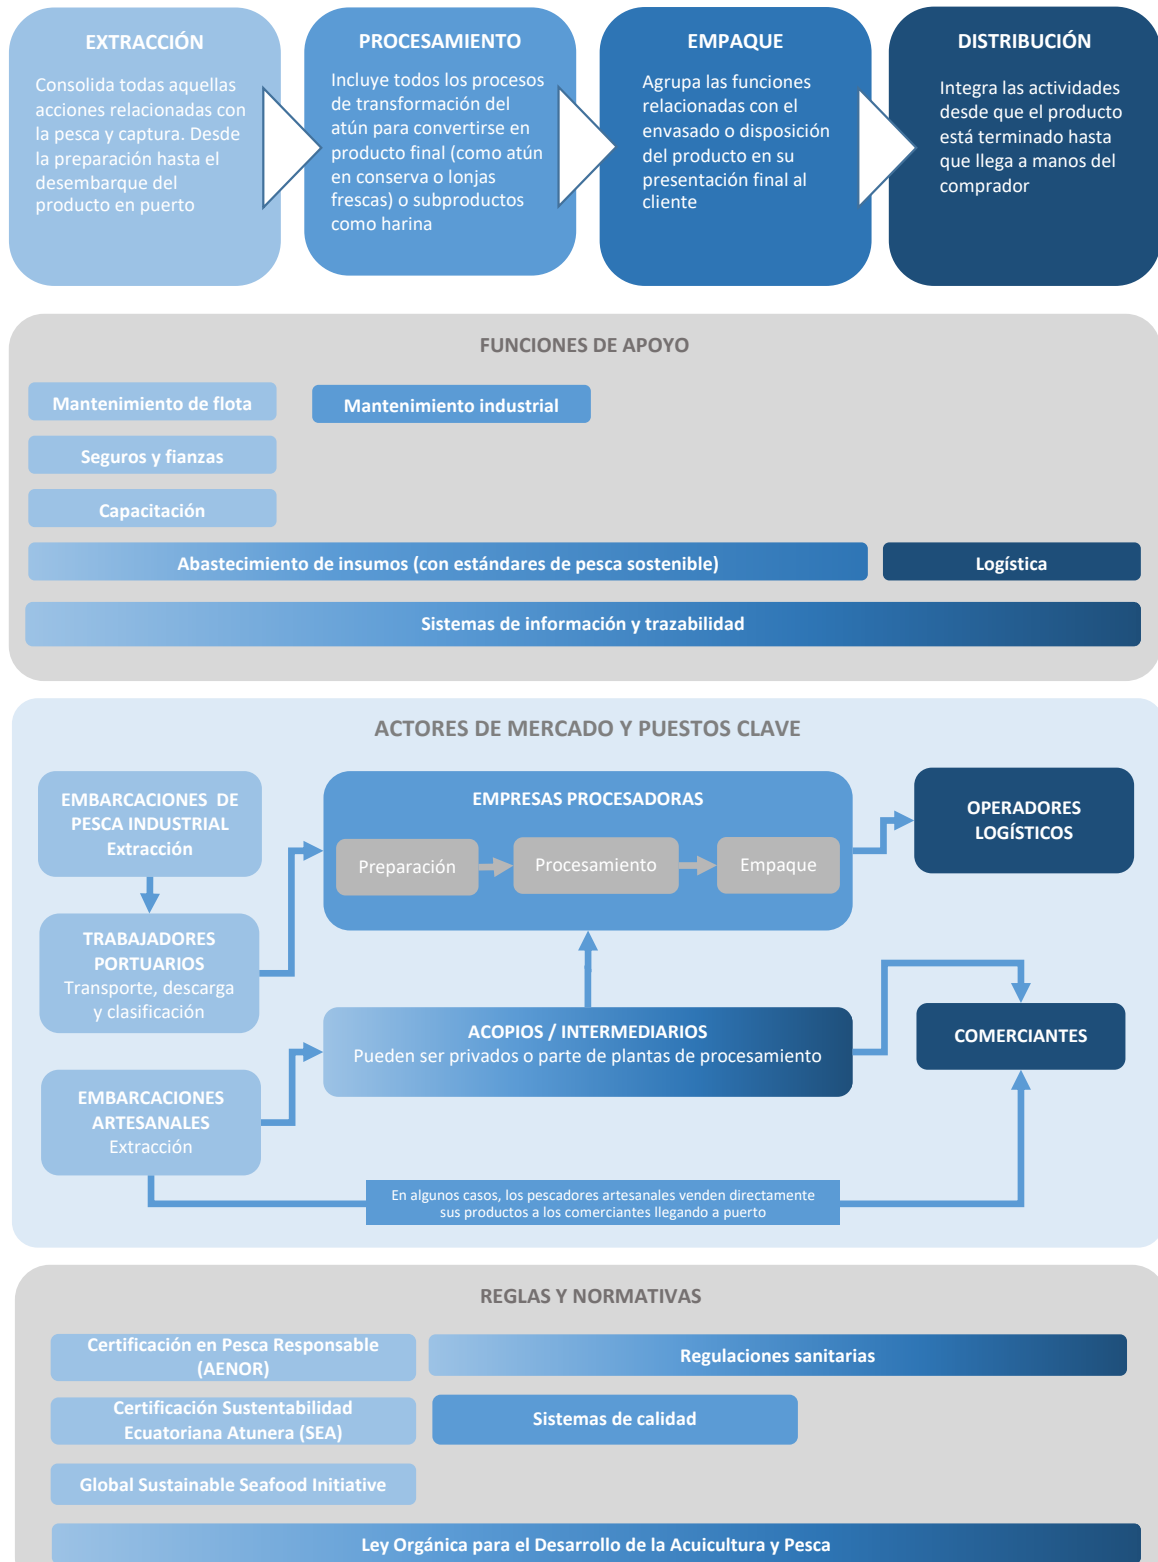 EXTRACCIÓN
Consolida todas aquellas
acciones relacionadas con
la pesca y captura. Desde
la preparación hasta el
desembarque del
producto en puerto
PROCESAMIENTO
Incluye todos los procesos
de transformación del
atún para convertirse en
producto final (como atún
en conserva o lonjas
frescas) o subproductos
como harina
EMPAQUE
Agrupa las funciones
relacionadas con el
envasado o disposición
del producto en su
presentación final al
cliente
DISTRIBUCIÓN
Integra las actividades
desde que el producto
está terminado hasta
que llega a manos del
comprador
FUNCIONES DE APOYO
Mantenimiento de flota
Mantenimiento industrial
Seguros y fianzas
Capacitación
Abastecimiento de insumos (con estándares de pesca sostenible)
Logística
Sistemas de información y trazabilidad
ACTORES DE MERCADO Y PUESTOS CLAVE
EMBARCACIONES DE
PESCA INDUSTRIAL
Extracción
EMPRESAS PROCESADORAS
Preparación
Procesamiento
Empaque
OPERADORES
LOGÍSTICOS
TRABAJADORES
PORTUARIOS
Transporte, descarga
y clasificación
ACOPIOS / INTERMEDIARIOS
Pueden ser privados o parte de plantas de procesamiento
COMERCIANTES
EMBARCACIONES
ARTESANALES
Extracción
En algunos casos, los pescadores artesanales venden directamente
sus productos a los comerciantes llegando a puerto
REGLAS Y NORMATIVAS
Certificación en Pesca Responsable
(AENOR)
Regulaciones sanitarias
Certificación Sustentabilidad
Ecuatoriana Atunera (SEA)
Sistemas de calidad
Global Sustainable Seafood Initiative
Ley Orgánica para el Desarrollo de la Acuicultura y Pesca